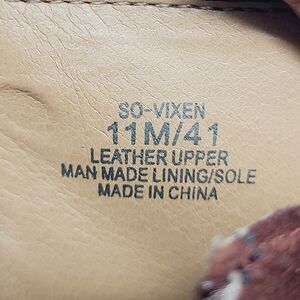 SO-VIXEN
11M/41
LEATHER UPPER
MAN MADE LINING/SOLE
MADE IN CHINA